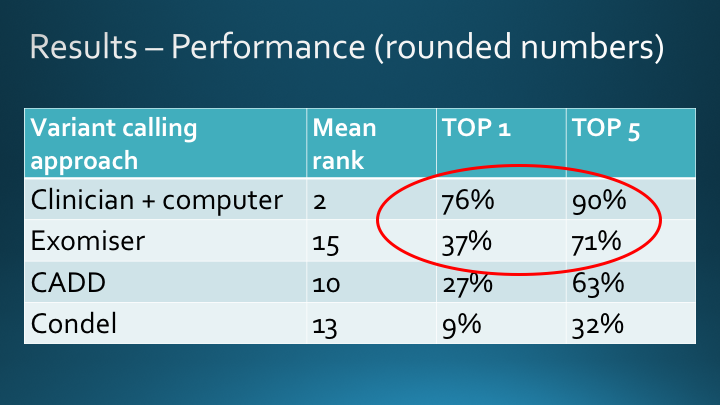 Results – Performance (rounded numbers)
Variant calling approach Mean rank TOP 1 TOP 5
Clinician + computer 2 76% 90%
Exomiser 15 37% 71%
CADD 10 27% 63%
Condel 13 9% 32%